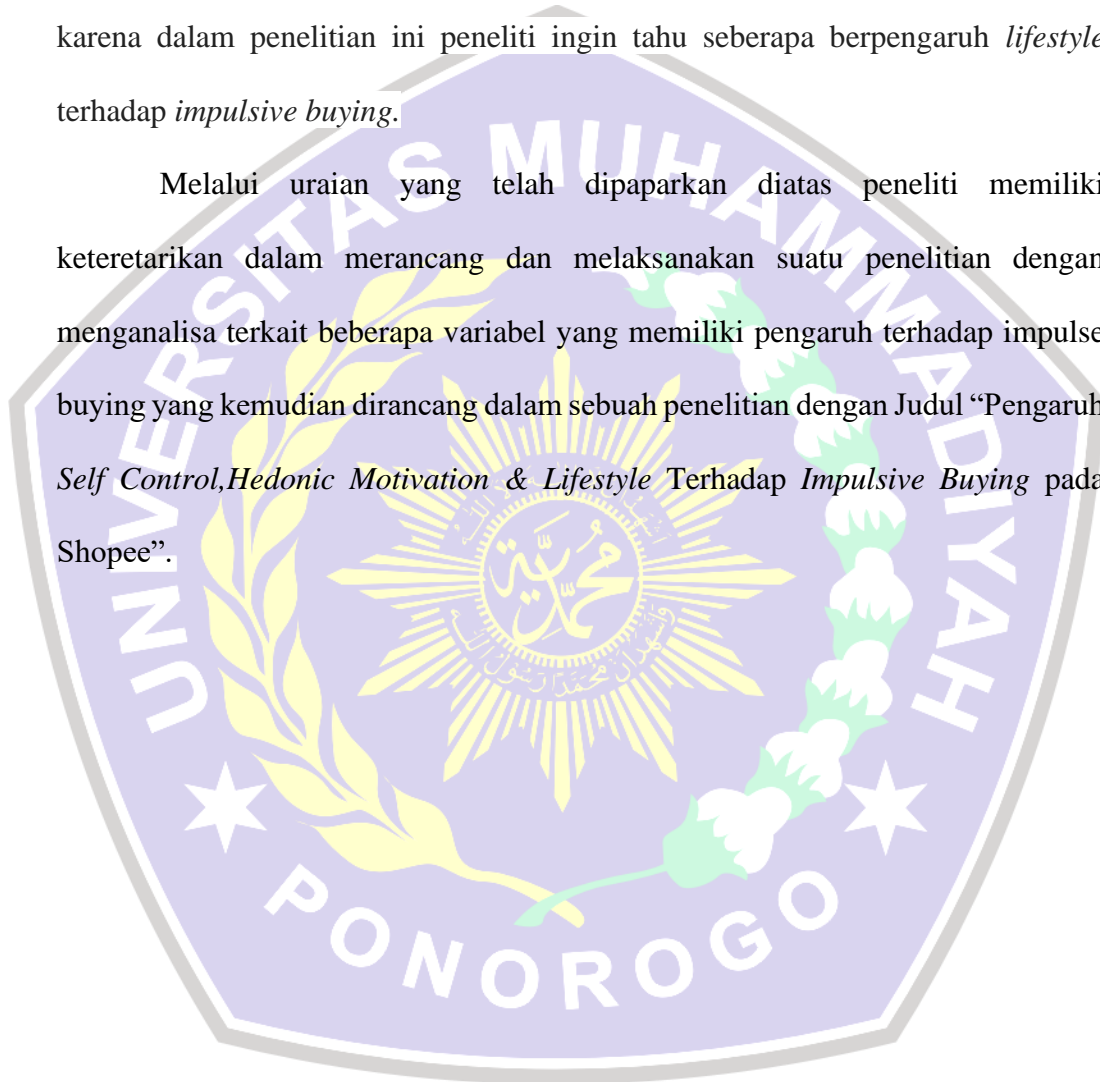 karena dalam penelitian ini peneliti ingin tahu seberapa berpengaruh lifestyle
terhadap impulsive buying.
Melalui uraian yang telah dipaparkan diatas peneliti memiliki
keteretarikan dalam merancang dan melaksanakan suatu penelitian dengan
menganalisa terkait beberapa variabel yang memiliki pengaruh terhadap impulse
buying yang kemudian dirancang dalam sebuah penelitian dengan Judul “Pengaruh
Self Control,Hedonic Motivation & Lifestyle Terhadap Impulsive Buying pada
Shopee”.
UNIVERSITAS MUHAMMADIYAH
PONOROGO